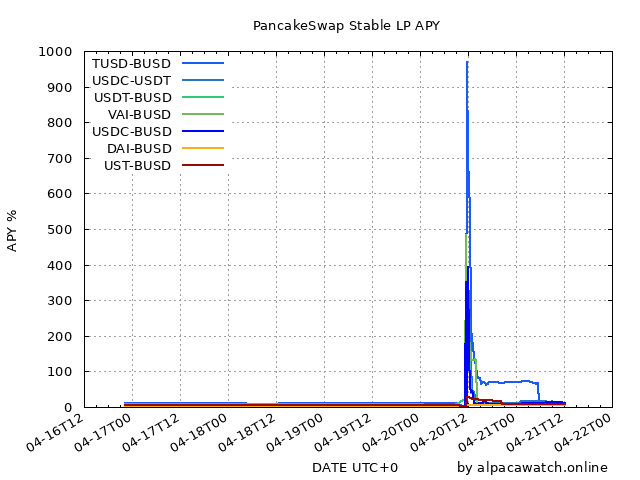 PancakeSwap Stable LP APY
1000
900
800
700
600
500
400
300
200
100
0
APY %
TUSD-BUSD
USDC-USDT
USDT-BUSD
VAI-BUSD
USDC-BUSD
DAI-BUSD
UST-BUSD
04-16T12
04-17T00
04-17T12
04-18T00
04-18T12
04-19T00
04-19T12
04-20T00
04-20T12
04-21T00
04-21T12
04-22T00
DATE UTC+0
by alpacawatch.online